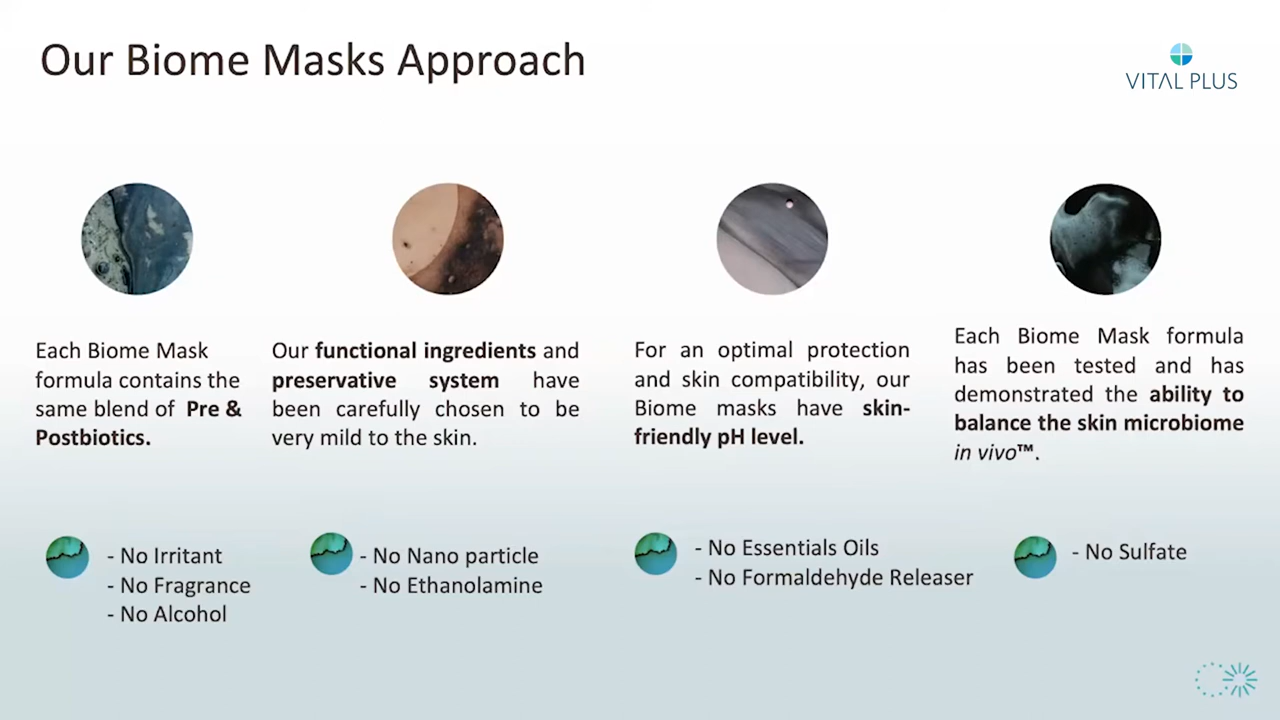 Our Biome Masks Approach
VITAL PLUS
Each Biome Mask
formula contains the
same blend of Pre &
Postbiotics.
Our functional ingredients and
preservative system have
been carefully chosen to be
very mild to the skin.
For an optimal protection
and skin compatibility, our
Biome masks have skin-
friendly pH level.
Each Biome Mask formula
has been tested and has
demonstrated the ability to
balance the skin microbiome
in vivo™.
- No Irritant
- No Fragrance
- No Alcohol
- No Nano particle
- No Ethanolamine
- No Essentials Oils
- No Formaldehyde Releaser
- No Sulfate